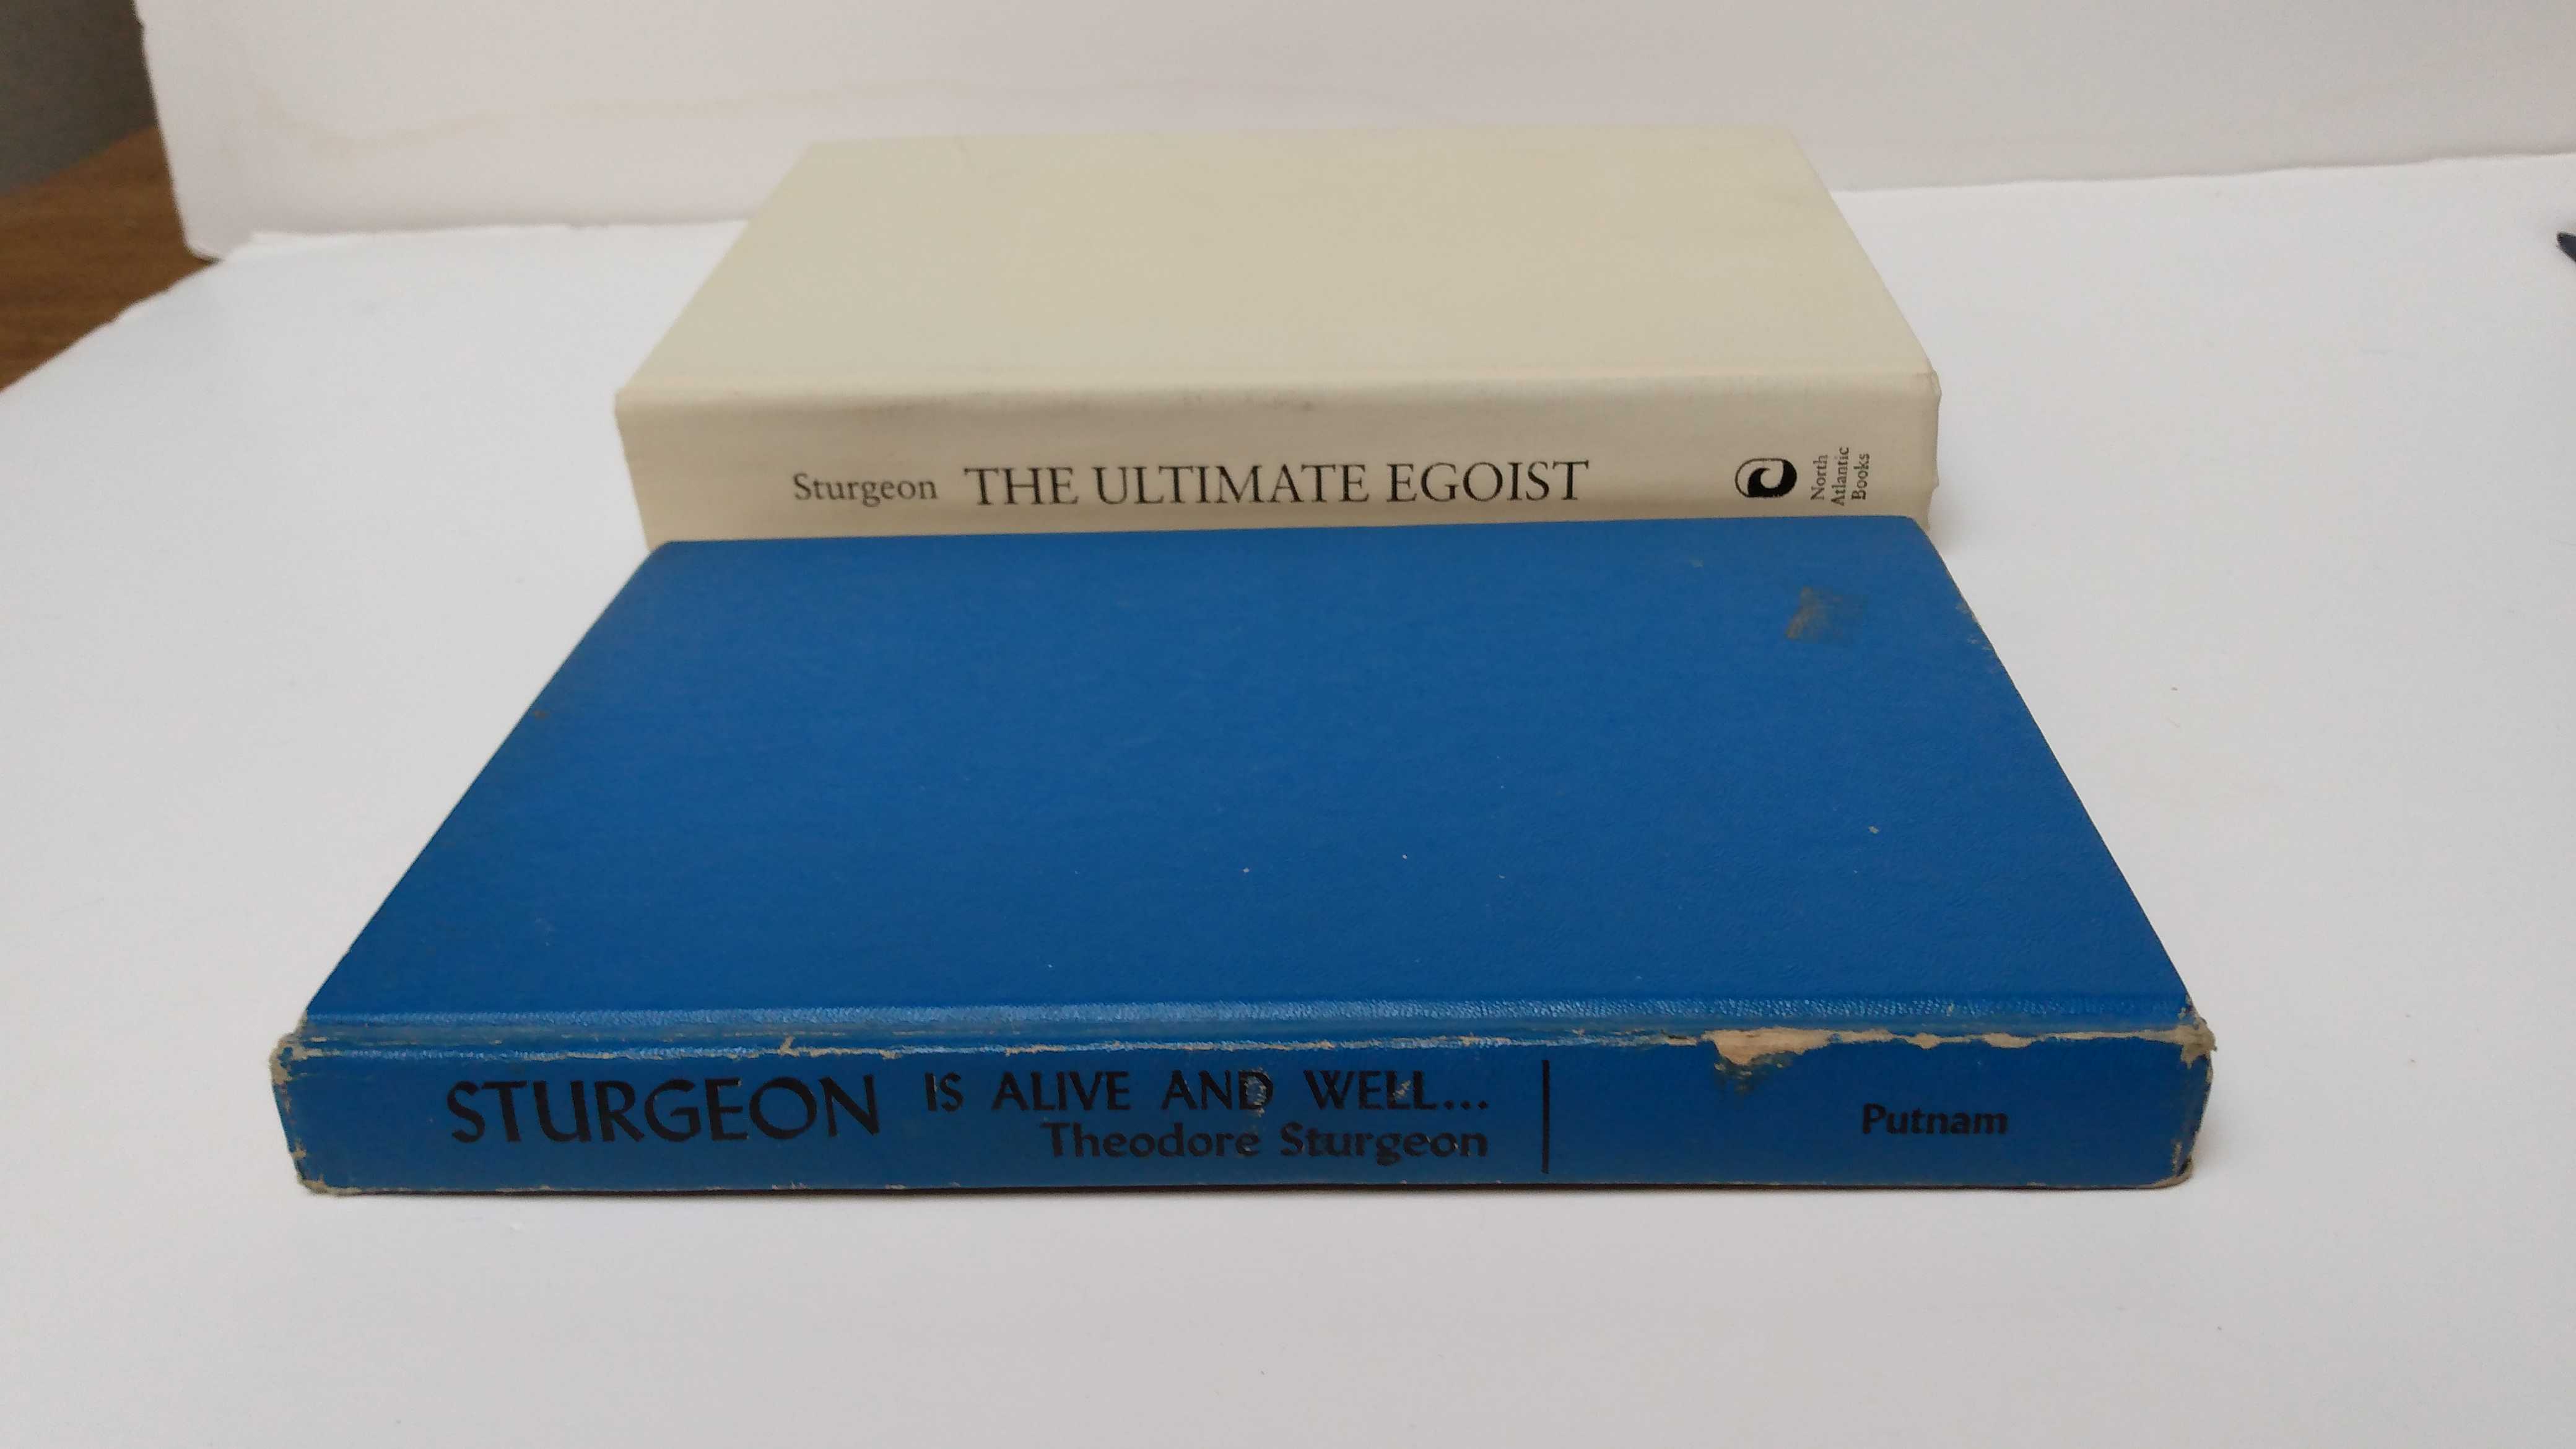 Sturgeon THE ULTIMATE EGOIST
North
Atlantic
Books
STURGEON IS ALIVE AND WELL...
Theodore Sturgeon
Putnam